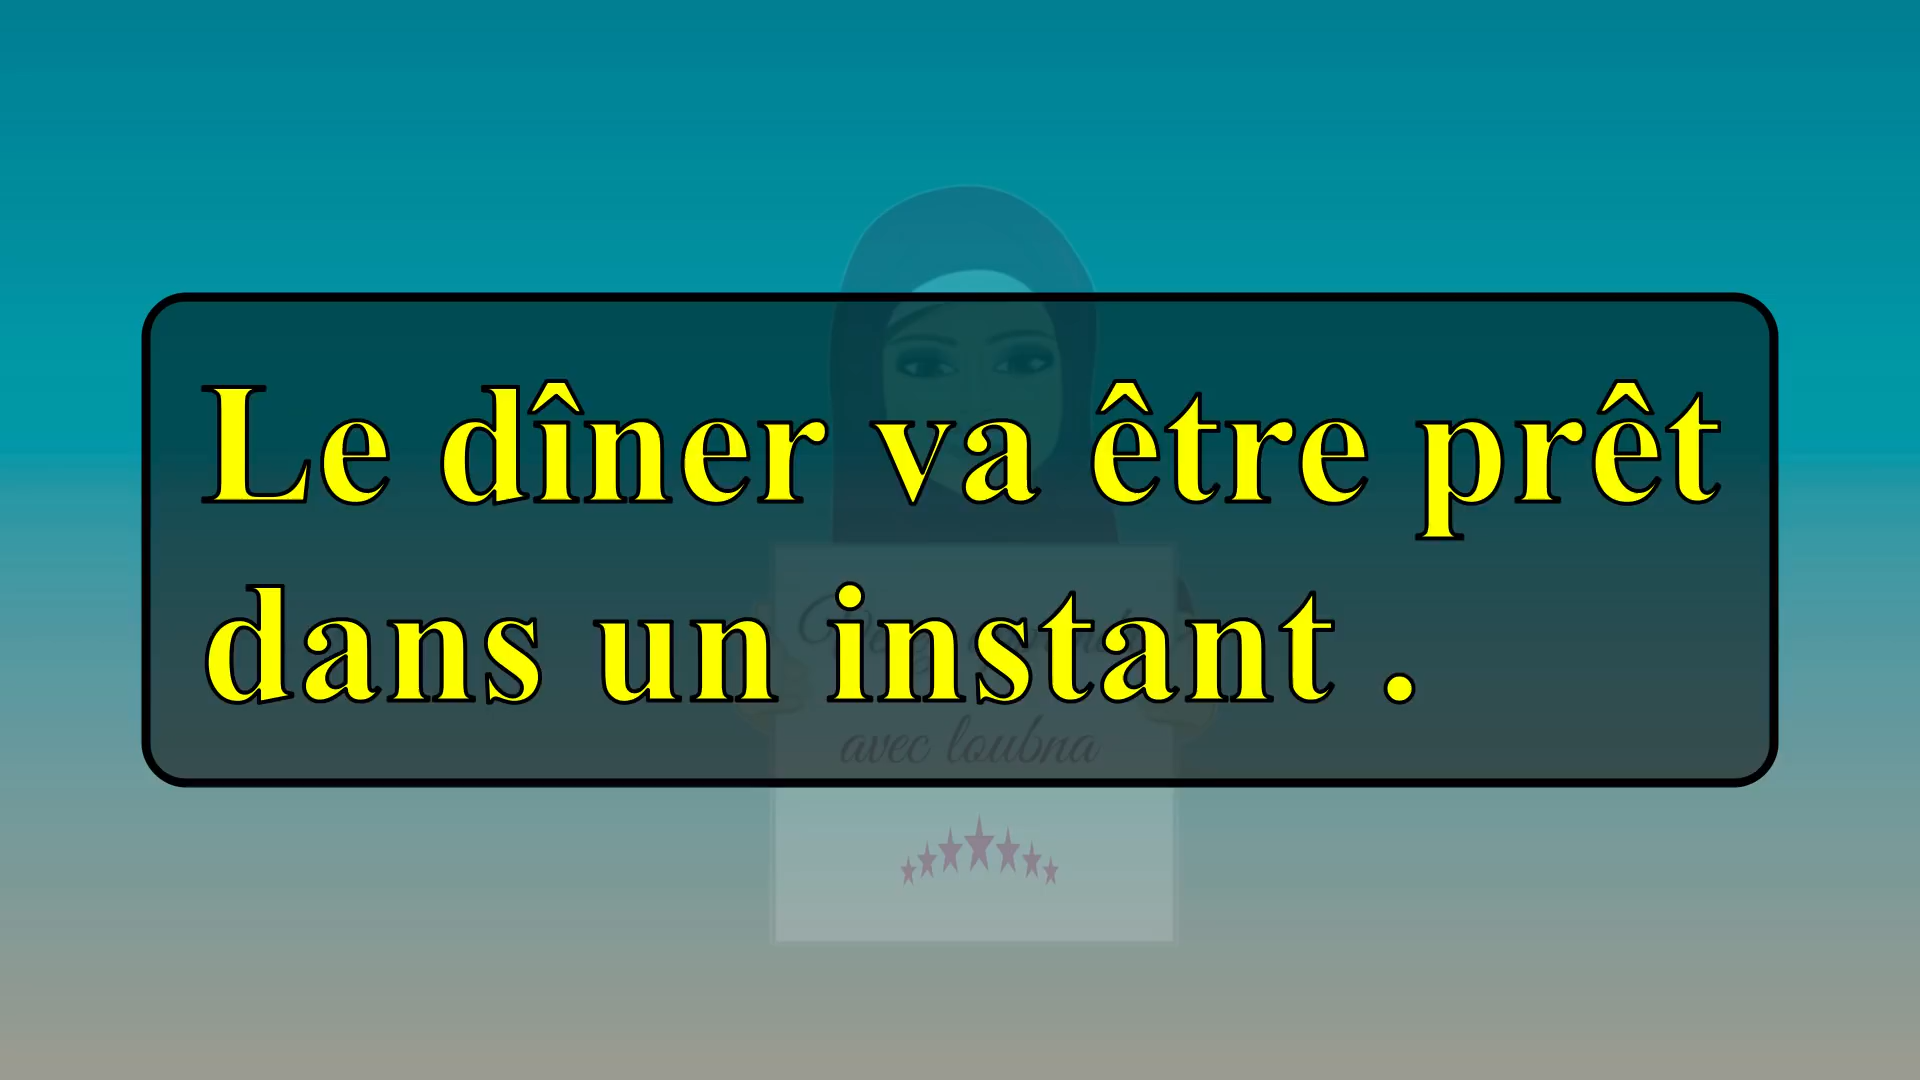 Le dîner va être prêt
dans un instant .
avec loubna